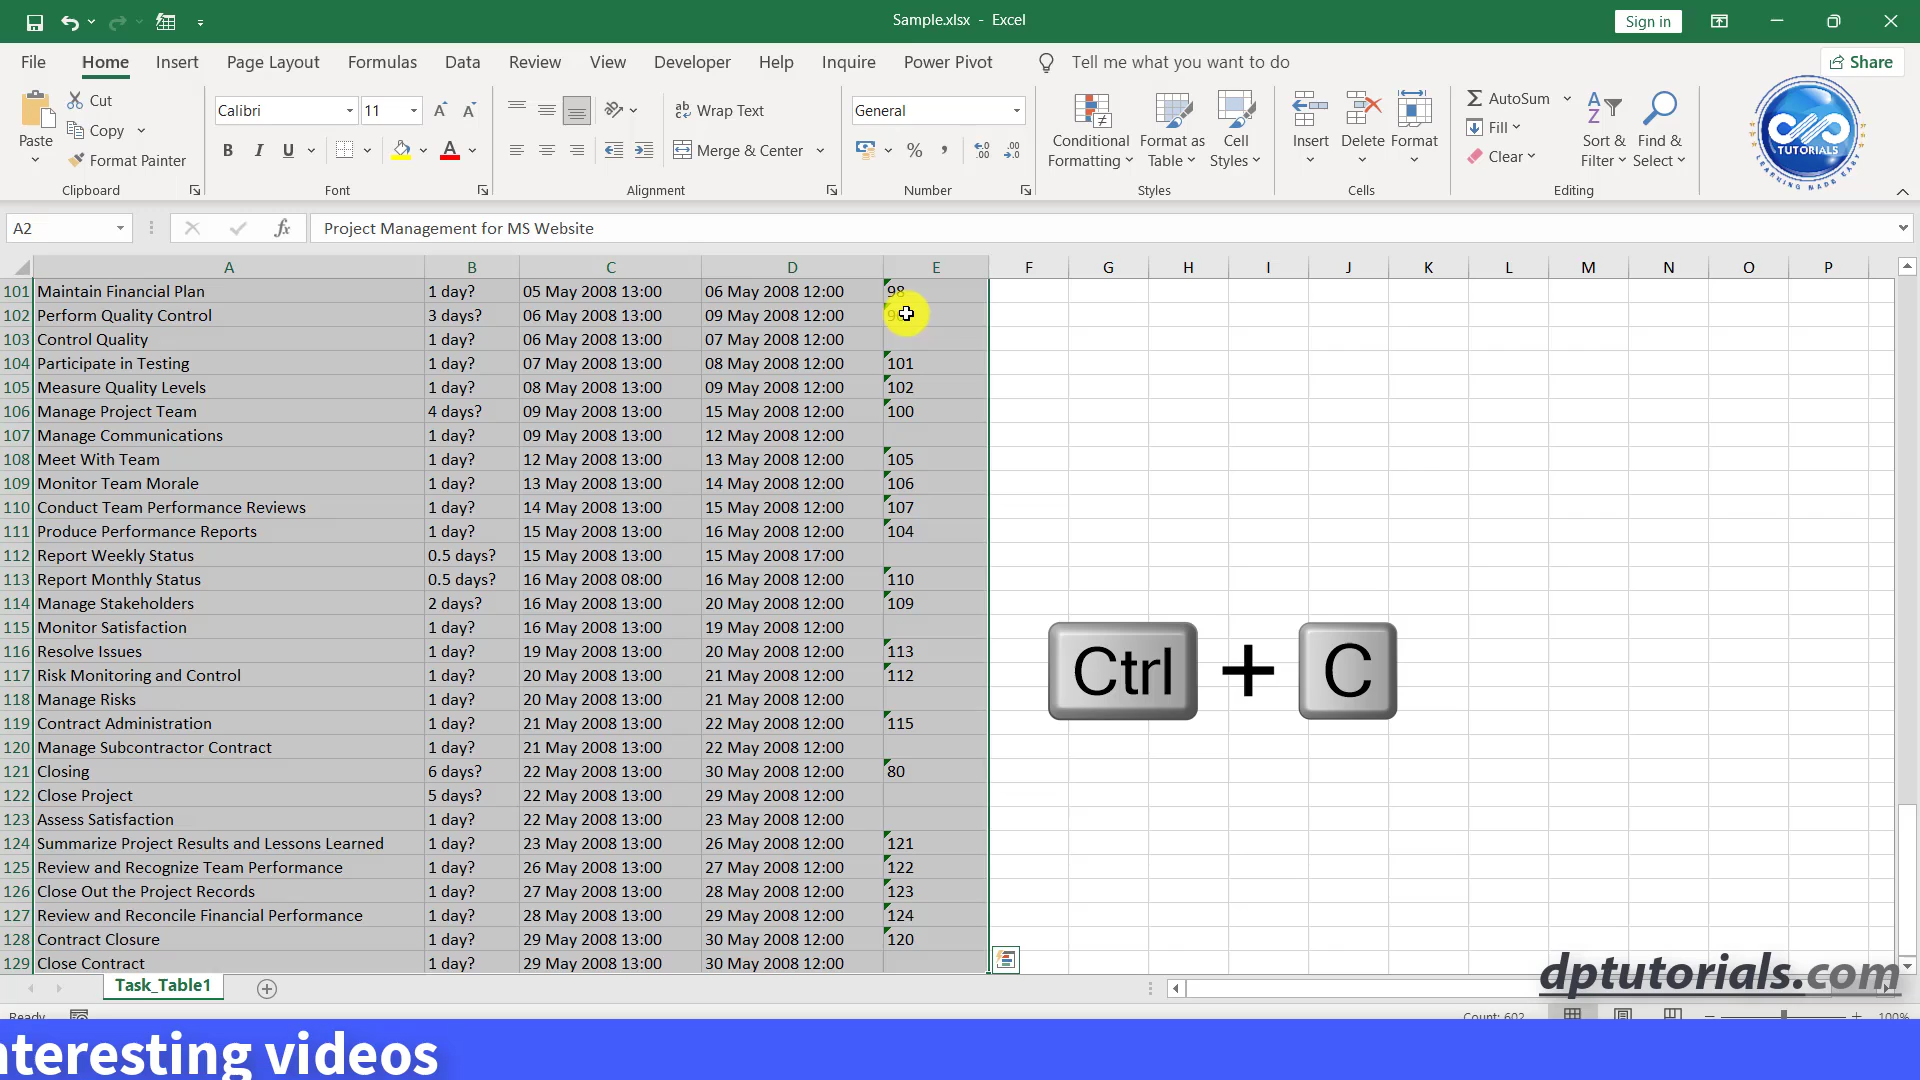 Sample.xlsx - Excel
Sign in
File Home Insert Page Layout Formulas Data Review View Developer Help Inquire Power Pivot Tell me what you want to do Share
Paste
Cut
Copy
Format Painter
Clipboard
Calibri 11
B I U
Font
Wrap Text
Merge & Center
Alignment
General
% ,
Number
Conditional Formatting
Format as Table
Cell Styles
Styles
Insert
Delete
Format
Cells
AutoSum
Fill
Clear
Sort & Filter
Find & Select
Editing
TUTORIALS
LEARNING MADE EASY
A2 fx Project Management for MS Website
A B C D E F G H I J K L M N O P
101 Maintain Financial Plan 1 day? 05 May 2008 13:00 06 May 2008 12:00 98
102 Perform Quality Control 3 days? 06 May 2008 13:00 09 May 2008 12:00
103 Control Quality 1 day? 06 May 2008 13:00 07 May 2008 12:00
104 Participate in Testing 1 day? 07 May 2008 13:00 08 May 2008 12:00 101
105 Measure Quality Levels 1 day? 08 May 2008 13:00 09 May 2008 12:00 102
106 Manage Project Team 4 days? 09 May 2008 13:00 15 May 2008 12:00 100
107 Manage Communications 1 day? 09 May 2008 13:00 12 May 2008 12:00
108 Meet With Team 1 day? 12 May 2008 13:00 13 May 2008 12:00 105
109 Monitor Team Morale 1 day? 13 May 2008 13:00 14 May 2008 12:00 106
110 Conduct Team Performance Reviews 1 day? 14 May 2008 13:00 15 May 2008 12:00 107
111 Produce Performance Reports 1 day? 15 May 2008 13:00 16 May 2008 12:00 104
112 Report Weekly Status 0.5 days? 15 May 2008 13:00 15 May 2008 17:00
113 Report Monthly Status 0.5 days? 16 May 2008 08:00 16 May 2008 12:00 110
114 Manage Stakeholders 2 days? 16 May 2008 13:00 20 May 2008 12:00 109
115 Monitor Satisfaction 1 day? 16 May 2008 13:00 19 May 2008 12:00
116 Resolve Issues 1 day? 19 May 2008 13:00 20 May 2008 12:00 113
117 Risk Monitoring and Control 1 day? 20 May 2008 13:00 21 May 2008 12:00 112
118 Manage Risks 1 day? 20 May 2008 13:00 21 May 2008 12:00
119 Contract Administration 1 day? 21 May 2008 13:00 22 May 2008 12:00 115
120 Manage Subcontractor Contract 1 day? 21 May 2008 13:00 22 May 2008 12:00
121 Closing 6 days? 22 May 2008 13:00 30 May 2008 12:00 80
122 Close Project 5 days? 22 May 2008 13:00 29 May 2008 12:00
123 Assess Satisfaction 1 day? 22 May 2008 13:00 23 May 2008 12:00
124 Summarize Project Results and Lessons Learned 1 day? 23 May 2008 13:00 26 May 2008 12:00 121
125 Review and Recognize Team Performance 1 day? 26 May 2008 13:00 27 May 2008 12:00 122
126 Close Out the Project Records 1 day? 27 May 2008 13:00 28 May 2008 12:00 123
127 Review and Reconcile Financial Performance 1 day? 28 May 2008 13:00 29 May 2008 12:00 124
128 Contract Closure 1 day? 29 May 2008 13:00 30 May 2008 12:00 120
129 Close Contract 1 day? 29 May 2008 13:00 30 May 2008 12:00
Ctrl + C
dptutorials.com
Task_Table1
Ready Count: 602 100%
nteresting videos